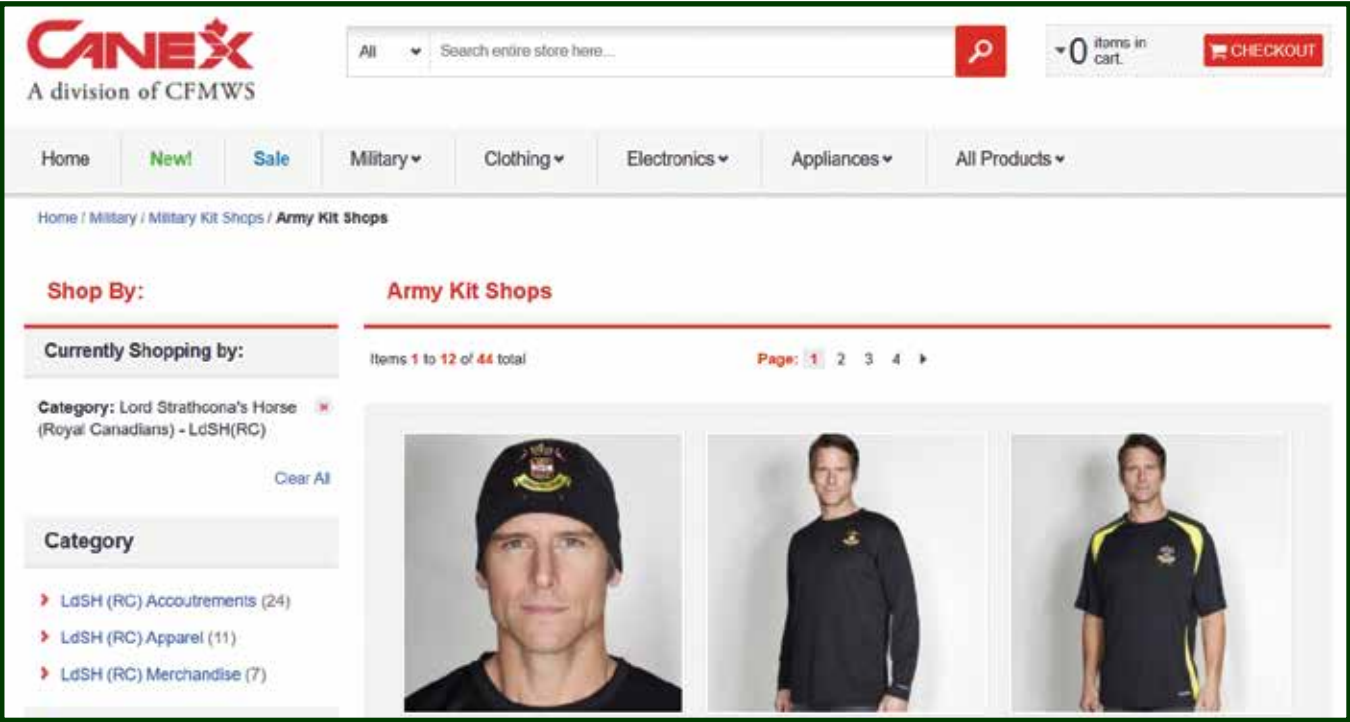 CANEX
A division of CFMWS
All Search entire store here...
0 items in cart.
CHECKOUT
Home New! Sale Military Clothing Electronics Appliances All Products
Home / Military / Military Kit Shops / Army Kit Shops
Shop By:
Army Kit Shops
Currently Shopping by:
Items 1 to 12 of 44 total
Page: 1 2 3 4
Category: Lord Strathcona's Horse
(Royal Canadians) - LdSH(RC)
Clear All
Category
LdSH (RC) Accoutrements (24)
LdSH (RC) Apparel (11)
LdSH (RC) Merchandise (7)